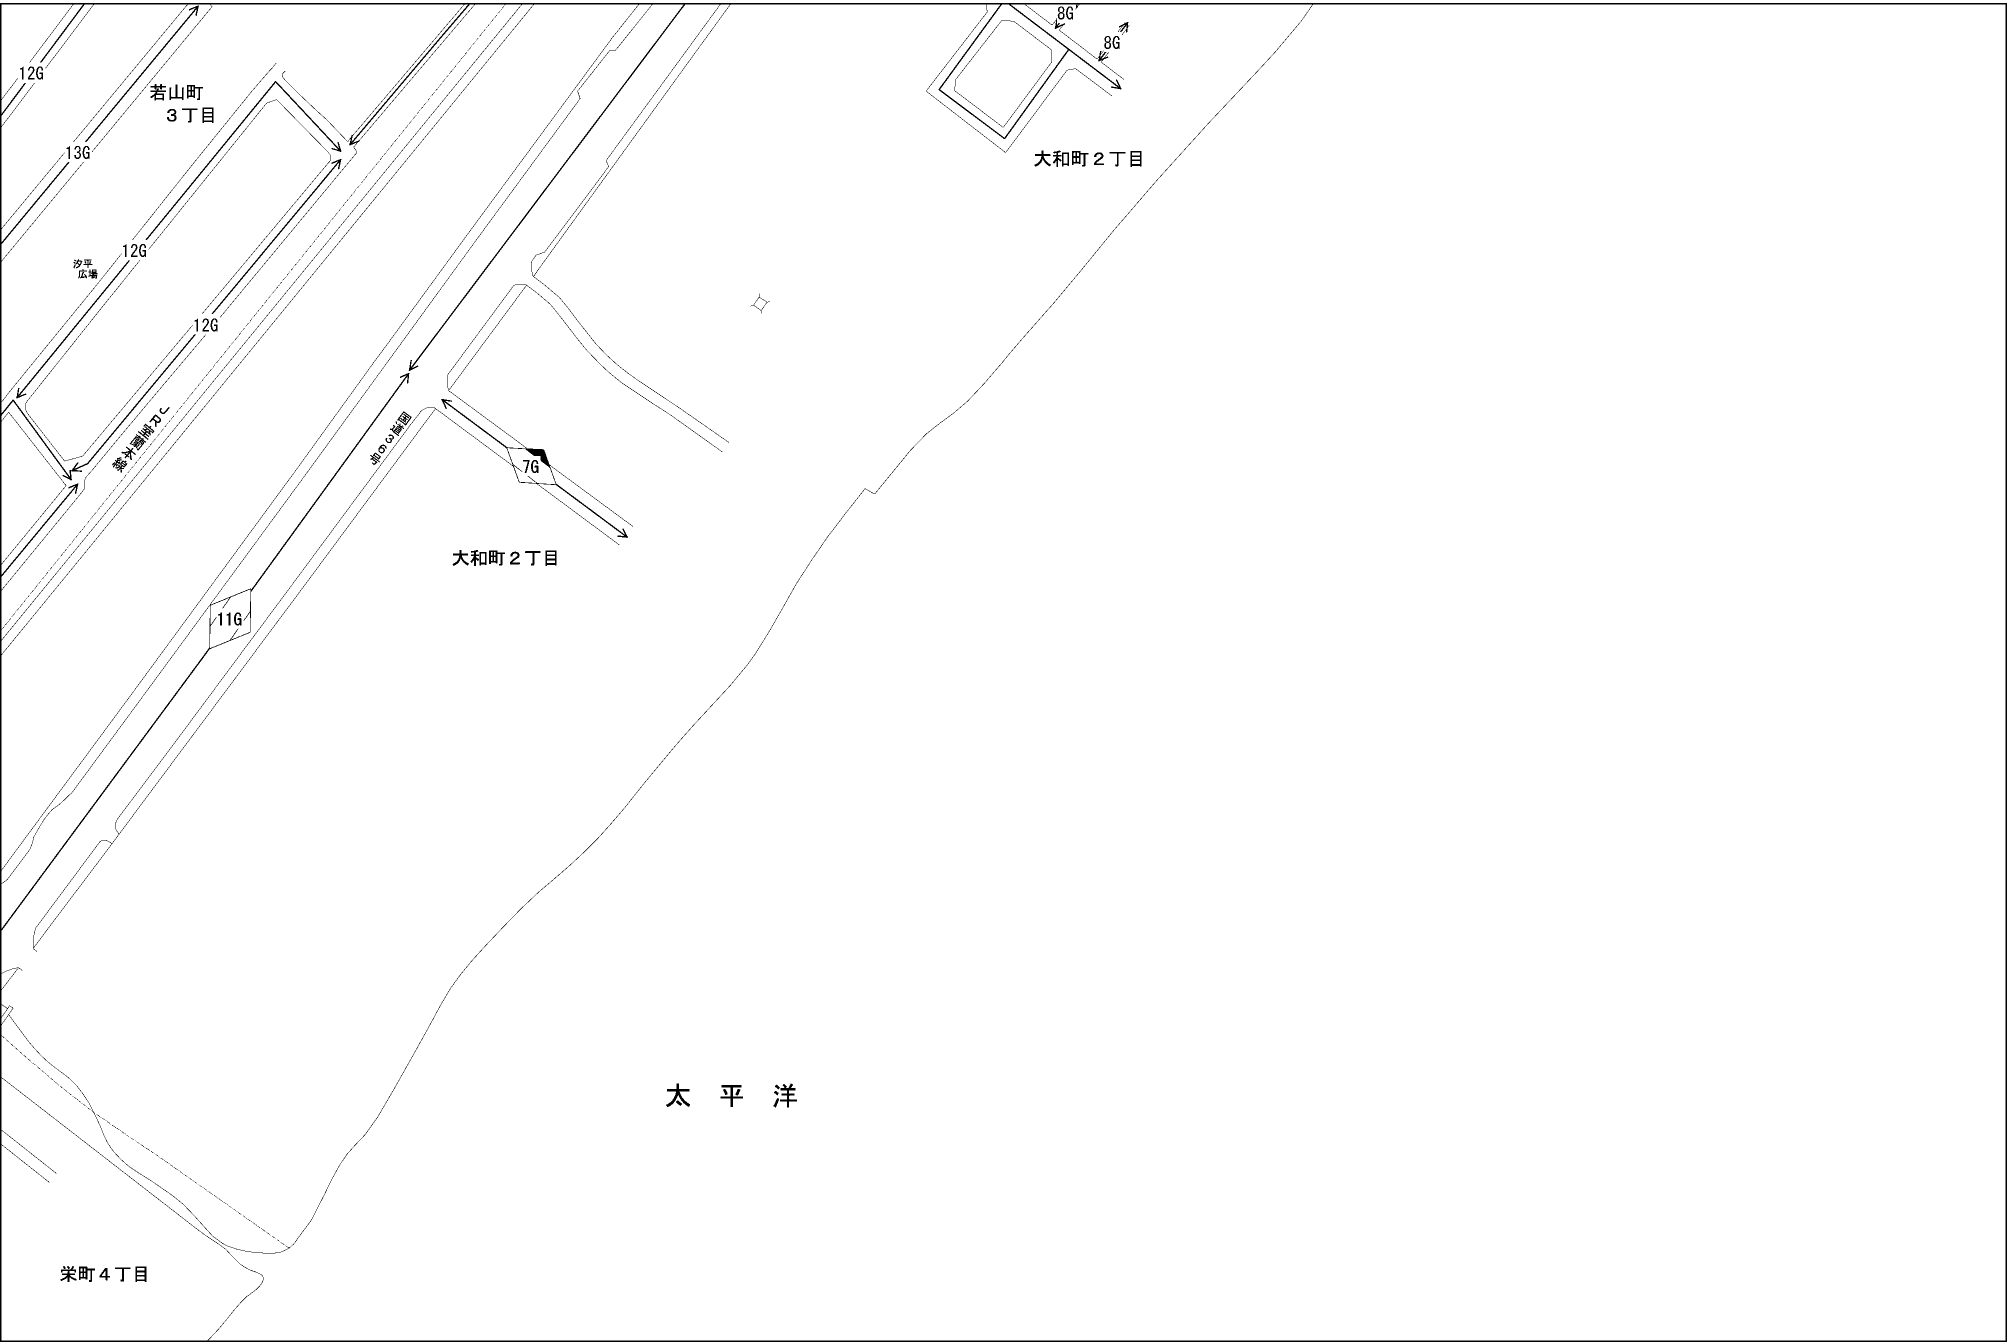 8G
8G
12G
若山町
３丁目
13G
大和町２丁目
12G
汐平
広場
12G
JR室蘭本線
国道36号
7G
大和町２丁目
11G
太 平 洋
栄町４丁目